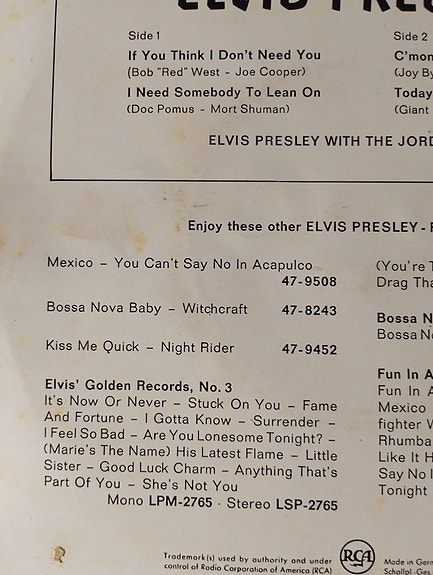 Side 1
If You Think I Don't Need You
(Bob "Red" West - Joe Cooper)
I Need Somebody To Lean On
(Doc Pomus - Mort Shuman)
Side 2
C'mon
(Joy By
Today
(Giant
ELVIS PRESLEY WITH THE JORD
Enjoy these other ELVIS PRESLEY -
Mexico – You Can't Say No In Acapulco
47-9508
Bossa Nova Baby – Witchcraft 47-8243
Kiss Me Quick – Night Rider 47-9452
Elvis' Golden Records, No. 3
It's Now Or Never – Stuck On You – Fame
And Fortune – I Gotta Know – Surrender –
I Feel So Bad – Are You Lonesome Tonight? –
(Marie's The Name) His Latest Flame – Little
Sister – Good Luck Charm – Anything That's
Part Of You – She's Not You
Mono LPM-2765 · Stereo LSP-2765
(You're T
Drag Tha
Bossa N
Bossa No
Fun In A
Fun In A
Mexico
fighter W
Rhumba
Like It H
Say No I
Tonight
Trademark(s) used by authority and under
control of Radio Corporation of America (RCA)
RCA
Made in Germ
Schallpl.-Ges.